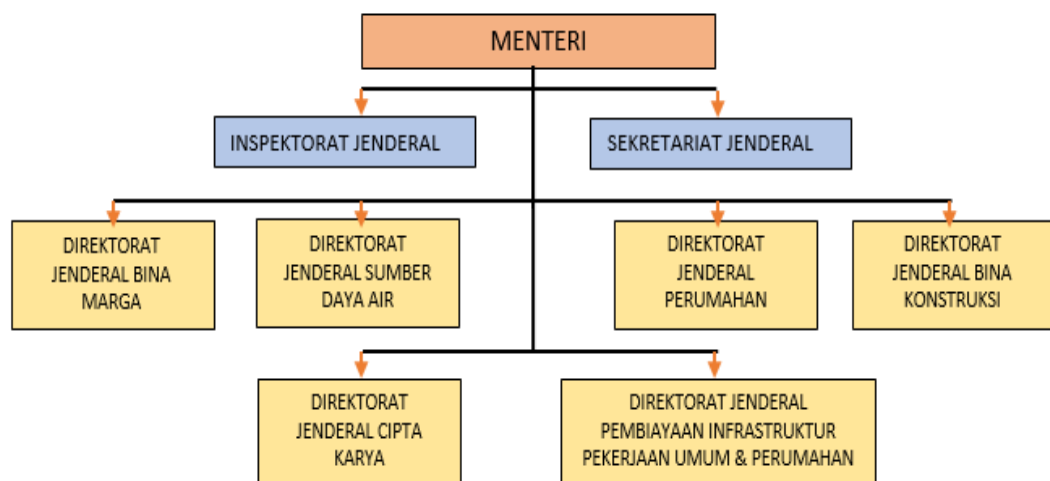 MENTERI
INSPEKTORAT JENDERAL
SEKRETARIAT JENDERAL
DIREKTORAT
JENDERAL BINA
MARGA
DIREKTORAT
JENDERAL SUMBER
DAYA AIR
DIREKTORAT
JENDERAL
PERUMAHAN
DIREKTORAT
JENDERAL BINA
KONSTRUKSI
DIREKTORAT
JENDERAL CIPTA
KARYA
DIREKTORAT JENDERAL
PEMBIAYAAN INFRASTRUKTUR
PEKERJAAN UMUM & PERUMAHAN